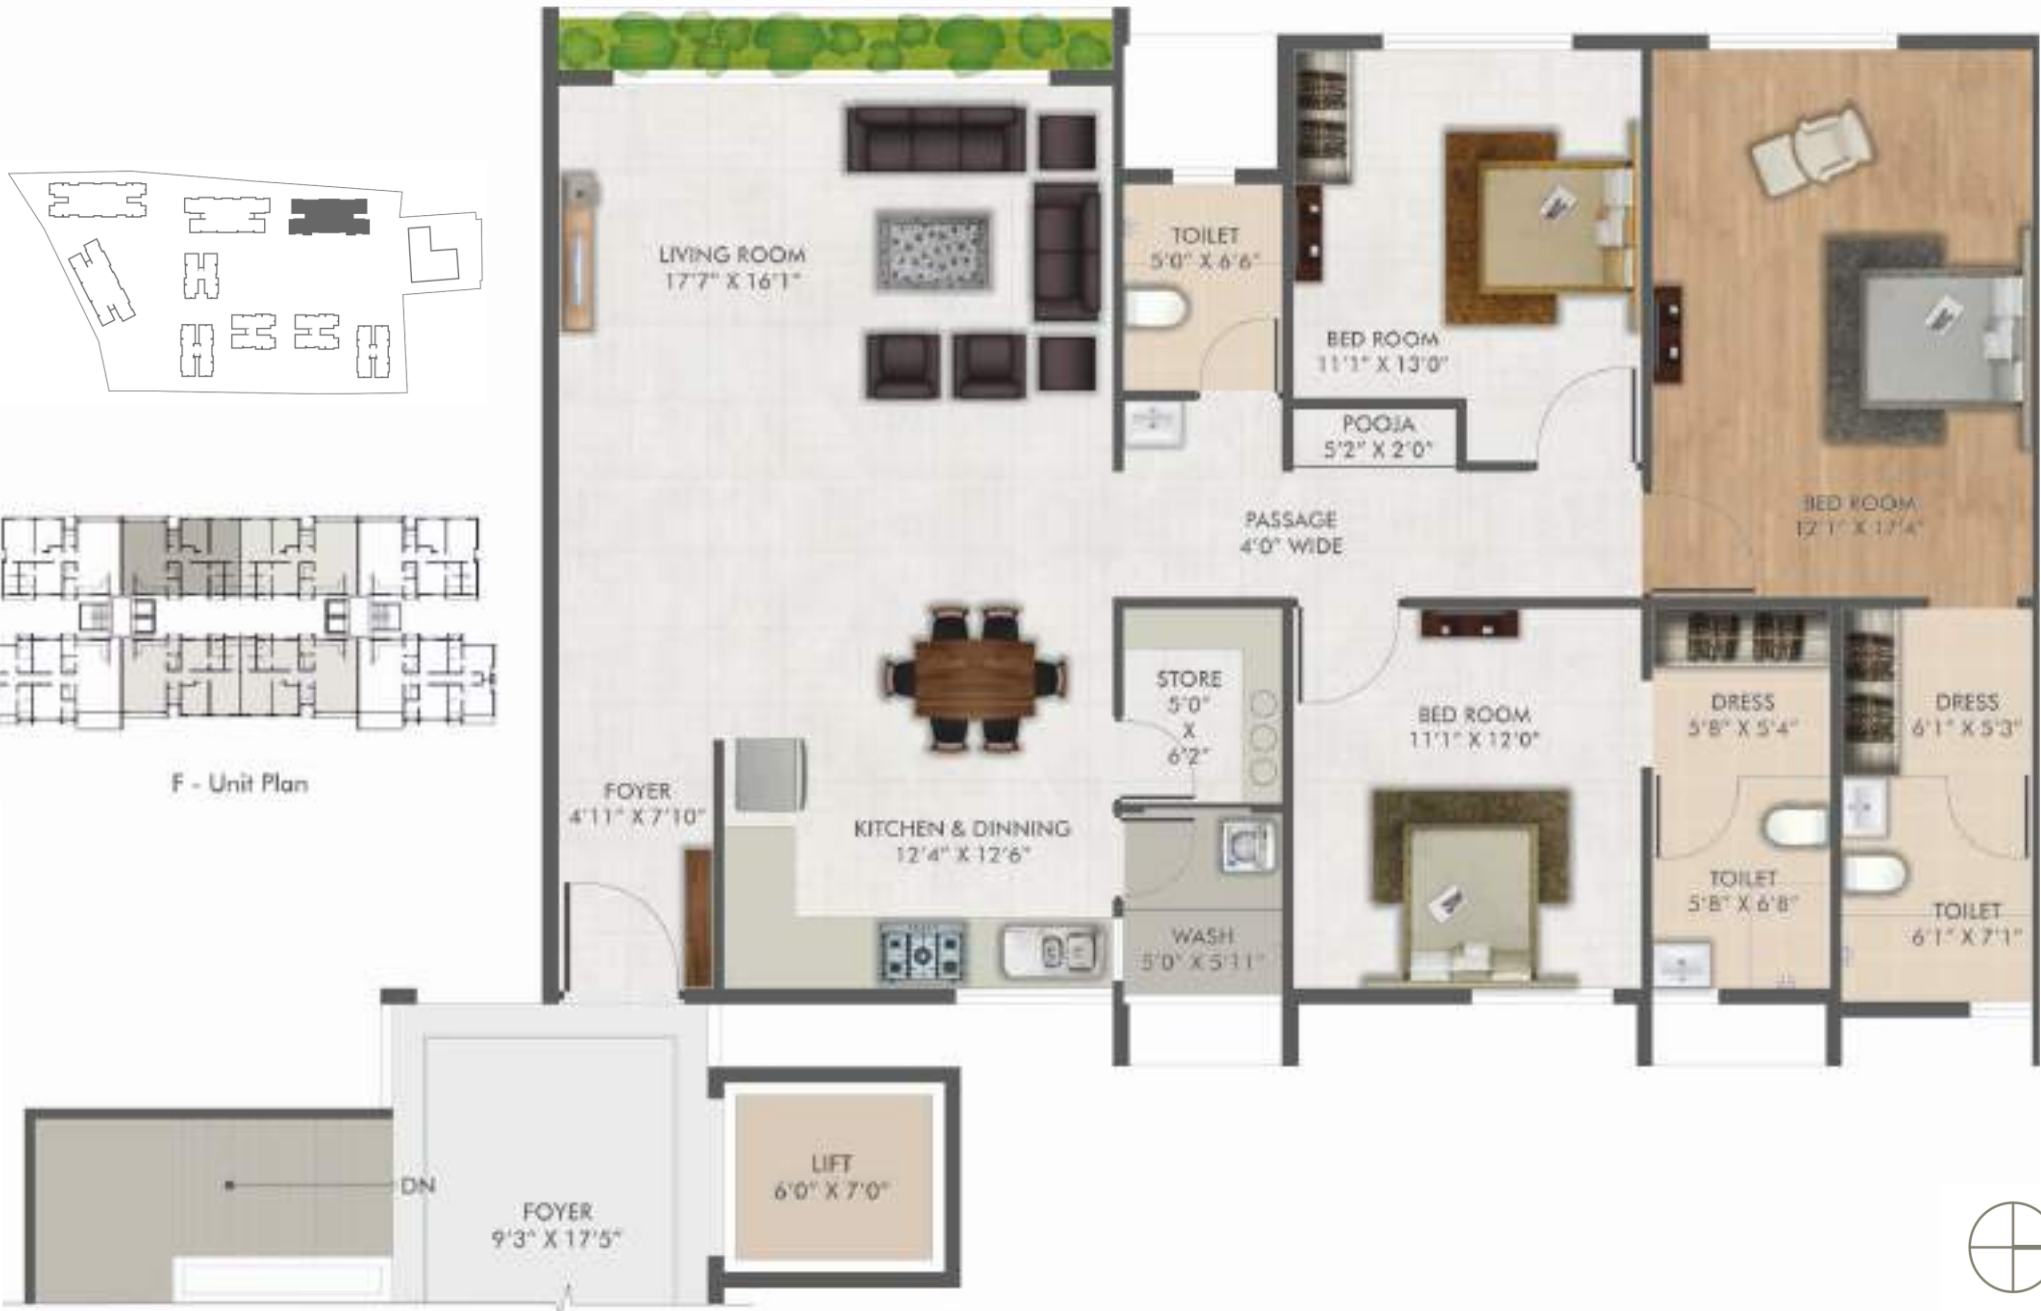 LIVING ROOM
17'7" X 16'1"
TOILET
5'0" X 6'6"
BED ROOM
11'1" X 13'0"
POOJA
5'2" X 2'0"
BED ROOM
12'1" X 17'4"
PASSAGE
4'0" WIDE
STORE
5'0"
X
6'2"
BED ROOM
11'1" X 12'0"
DRESS
5'8" X 5'4"
DRESS
6'1" X 5'3"
F - Unit Plan
FOYER
4'11" X 7'10"
KITCHEN & DINNING
12'4" X 12'6"
TOILET
5'8" X 6'8"
TOILET
6'1" X 7'1"
WASH
5'0" X 5'11"
LIFT
6'0" X 7'0"
DN
FOYER
9'3" X 17'5"